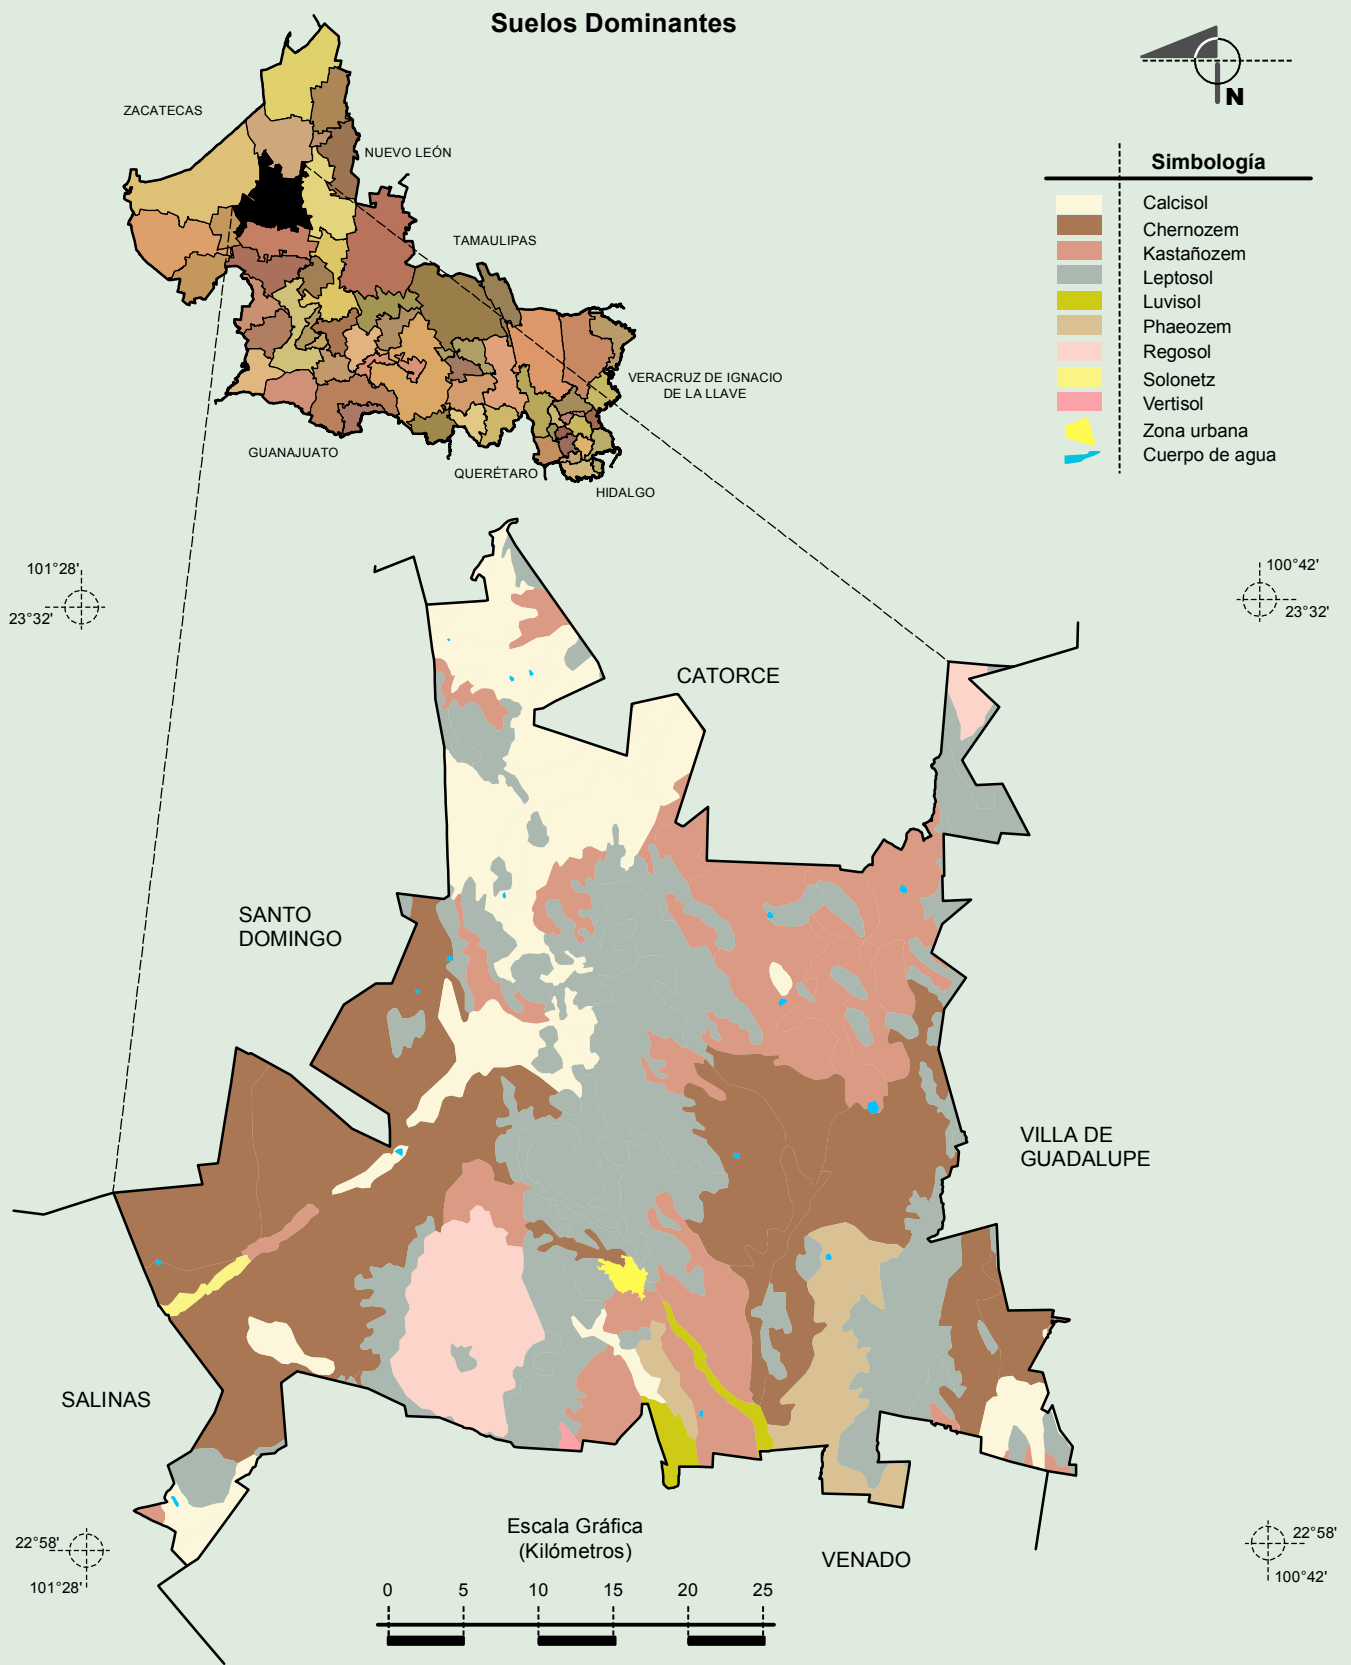 Suelos Dominantes
N
ZACATECAS
NUEVO LEÓN
TAMAULIPAS
VERACRUZ DE IGNACIO
DE LA LLAVE
GUANAJUATO
QUERÉTARO
HIDALGO
Simbología
Calcisol
Chernozem
Kastañozem
Leptosol
Luvisol
Phaeozem
Regosol
Solonetz
Vertisol
Zona urbana
Cuerpo de agua
101°28'
23°32'
100°42'
23°32'
CATORCE
SANTO
DOMINGO
VILLA DE
GUADALUPE
SALINAS
VENADO
22°58'
101°28'
22°58'
100°42'
Escala Gráfica
(Kilómetros)
0 5 10 15 20 25